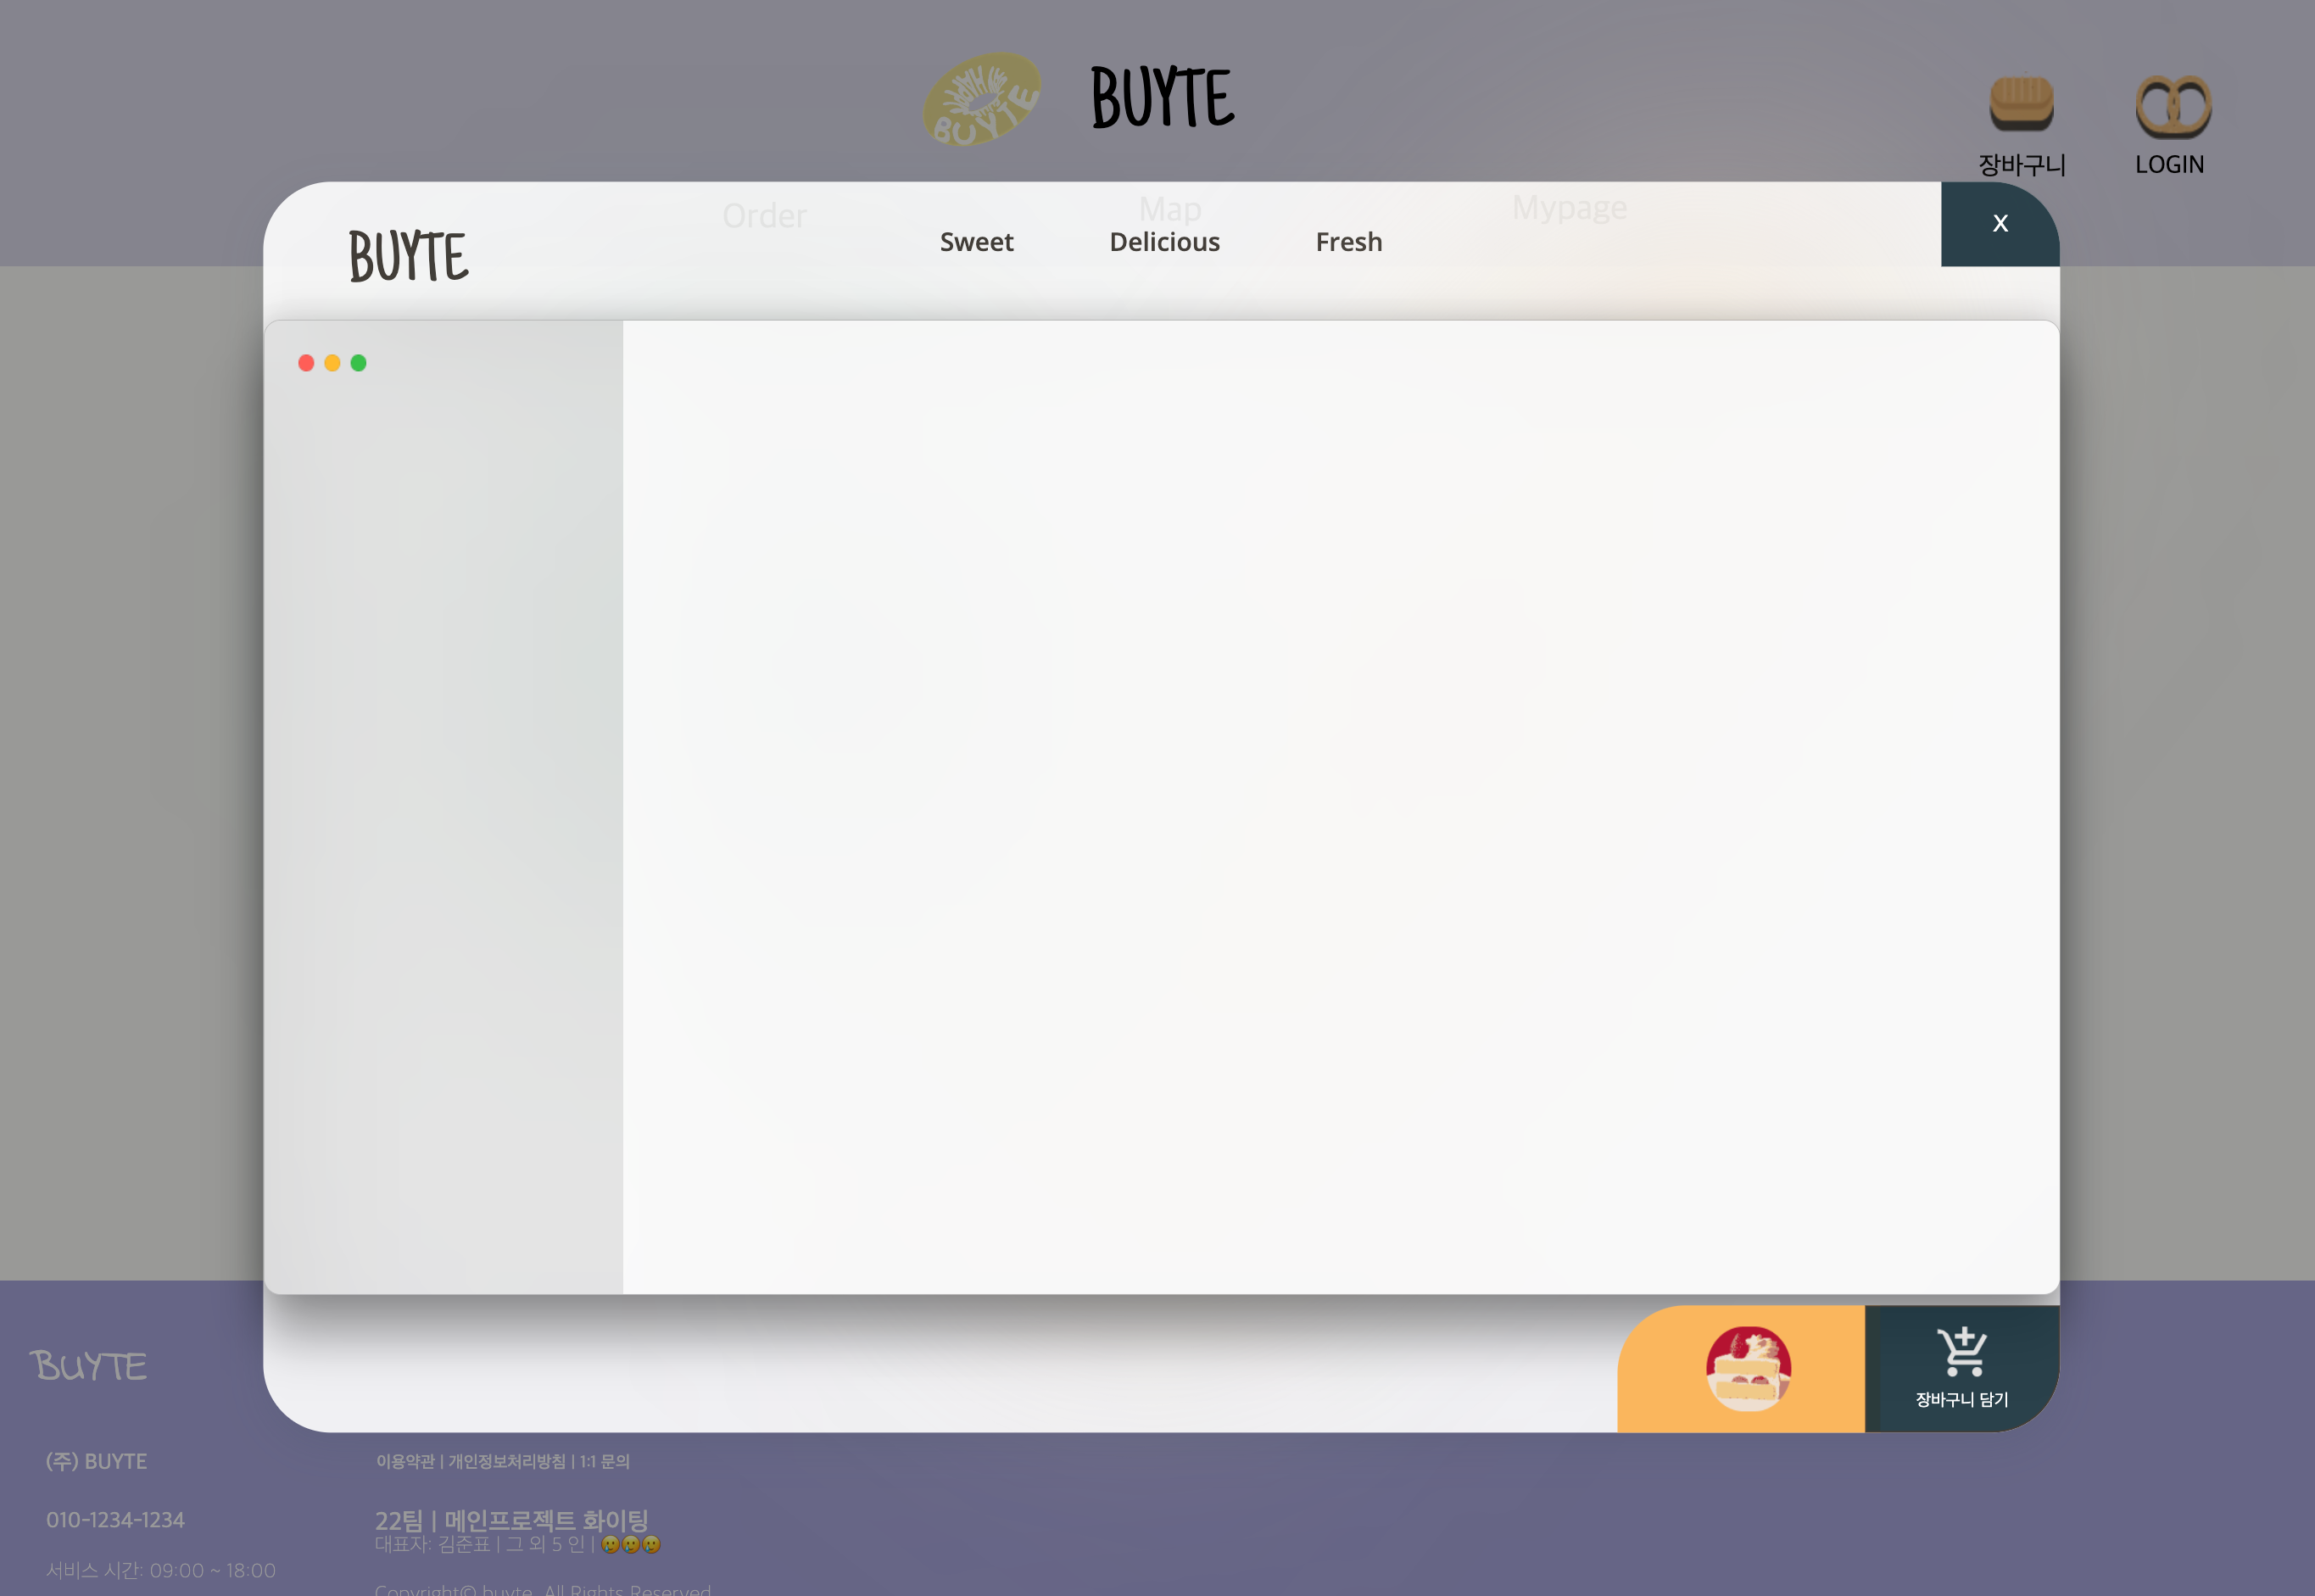 BUYTE
BUYTE
장바구니
LOGIN
Order
Map
Mypage
BUYTE
Sweet
Delicious
Fresh
X
장바구니 담기
BUYTE
(주) BUYTE
이용약관 | 개인정보처리방침 | 1:1 문의
010-1234-1234
22팀 | 메인프로젝트 화이팅
대표자: 김준표 | 그 외 5 인 | 🥲🥲🥲
서비스 시간: 09:00 ~ 18:00
Copyright© buyte. All Rights Reserved